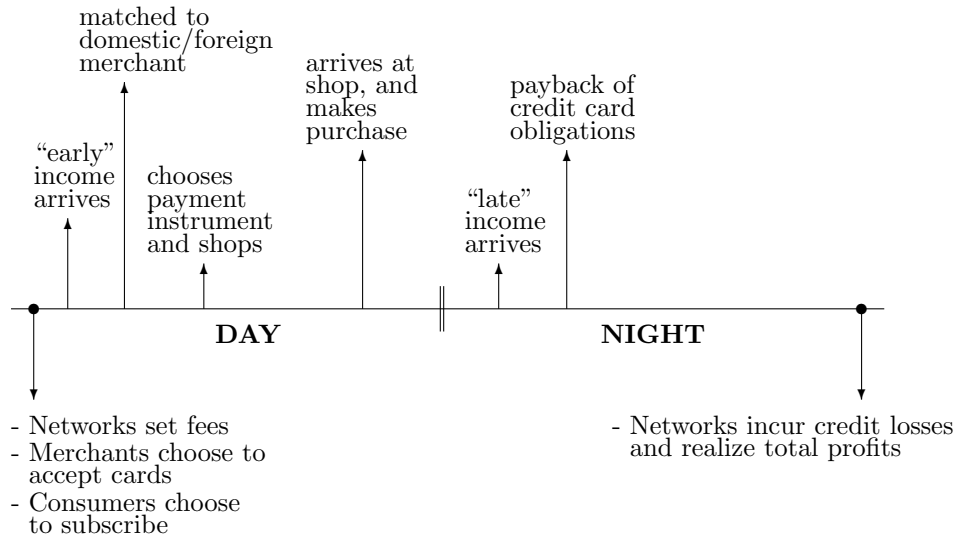 matched to
domestic/foreign
merchant
arrives at
shop, and
makes
purchase
payback of
credit card
obligations
“early”
income
arrives
chooses
payment
instrument
and shops
“late”
income
arrives
DAY
NIGHT
- Networks set fees
- Merchants choose to
accept cards
- Consumers choose
to subscribe
- Networks incur credit losses
and realize total profits